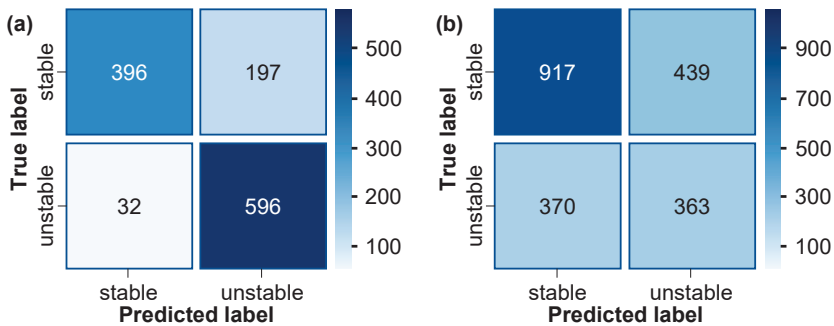 (a)
True label
stable
unstable
396
197
32
596
stable
unstable
Predicted label
500
400
300
200
100
(b)
True label
stable
unstable
917
439
370
363
stable
unstable
Predicted label
900
700
500
300
100